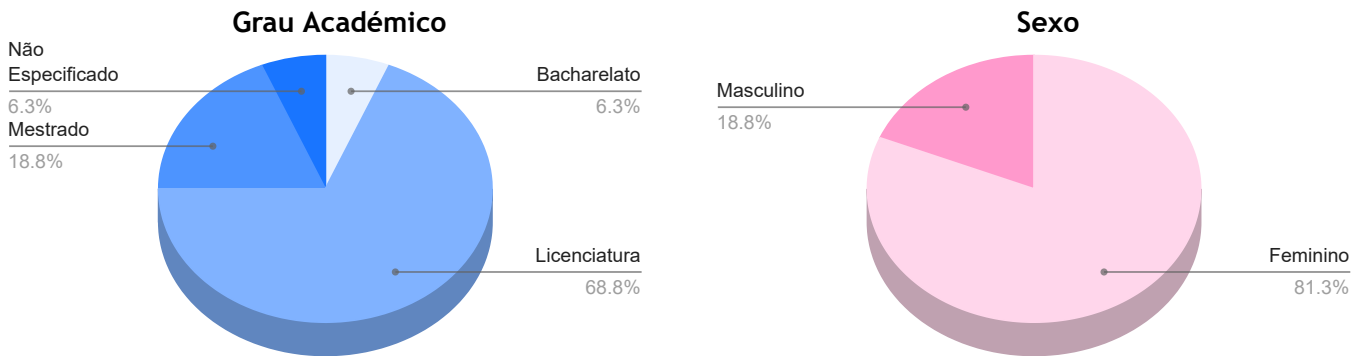 Grau Académico
Não
Especificado
6.3%
Mestrado
18.8%
Bacharelato
6.3%
Licenciatura
68.8%
Sexo
Masculino
18.8%
Feminino
81.3%